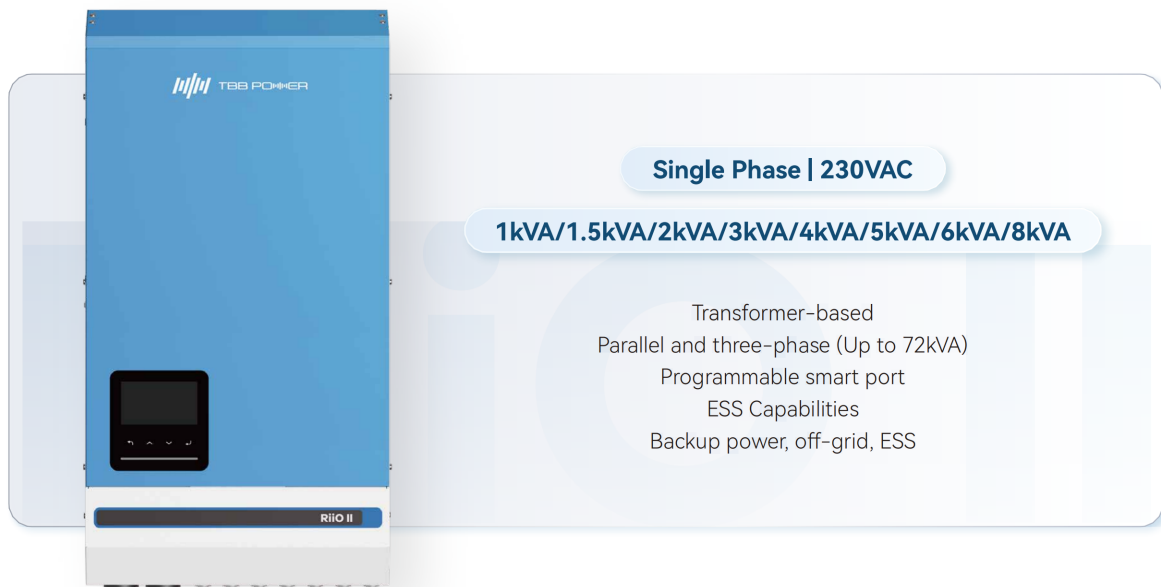 TBB POWER
Single Phase | 230VAC
1kVA/1.5kVA/2kVA/3kVA/4kVA/5kVA/6kVA/8kVA
Transformer-based
Parallel and three-phase (Up to 72kVA)
Programmable smart port
ESS Capabilities
Backup power, off-grid, ESS
RiiO II